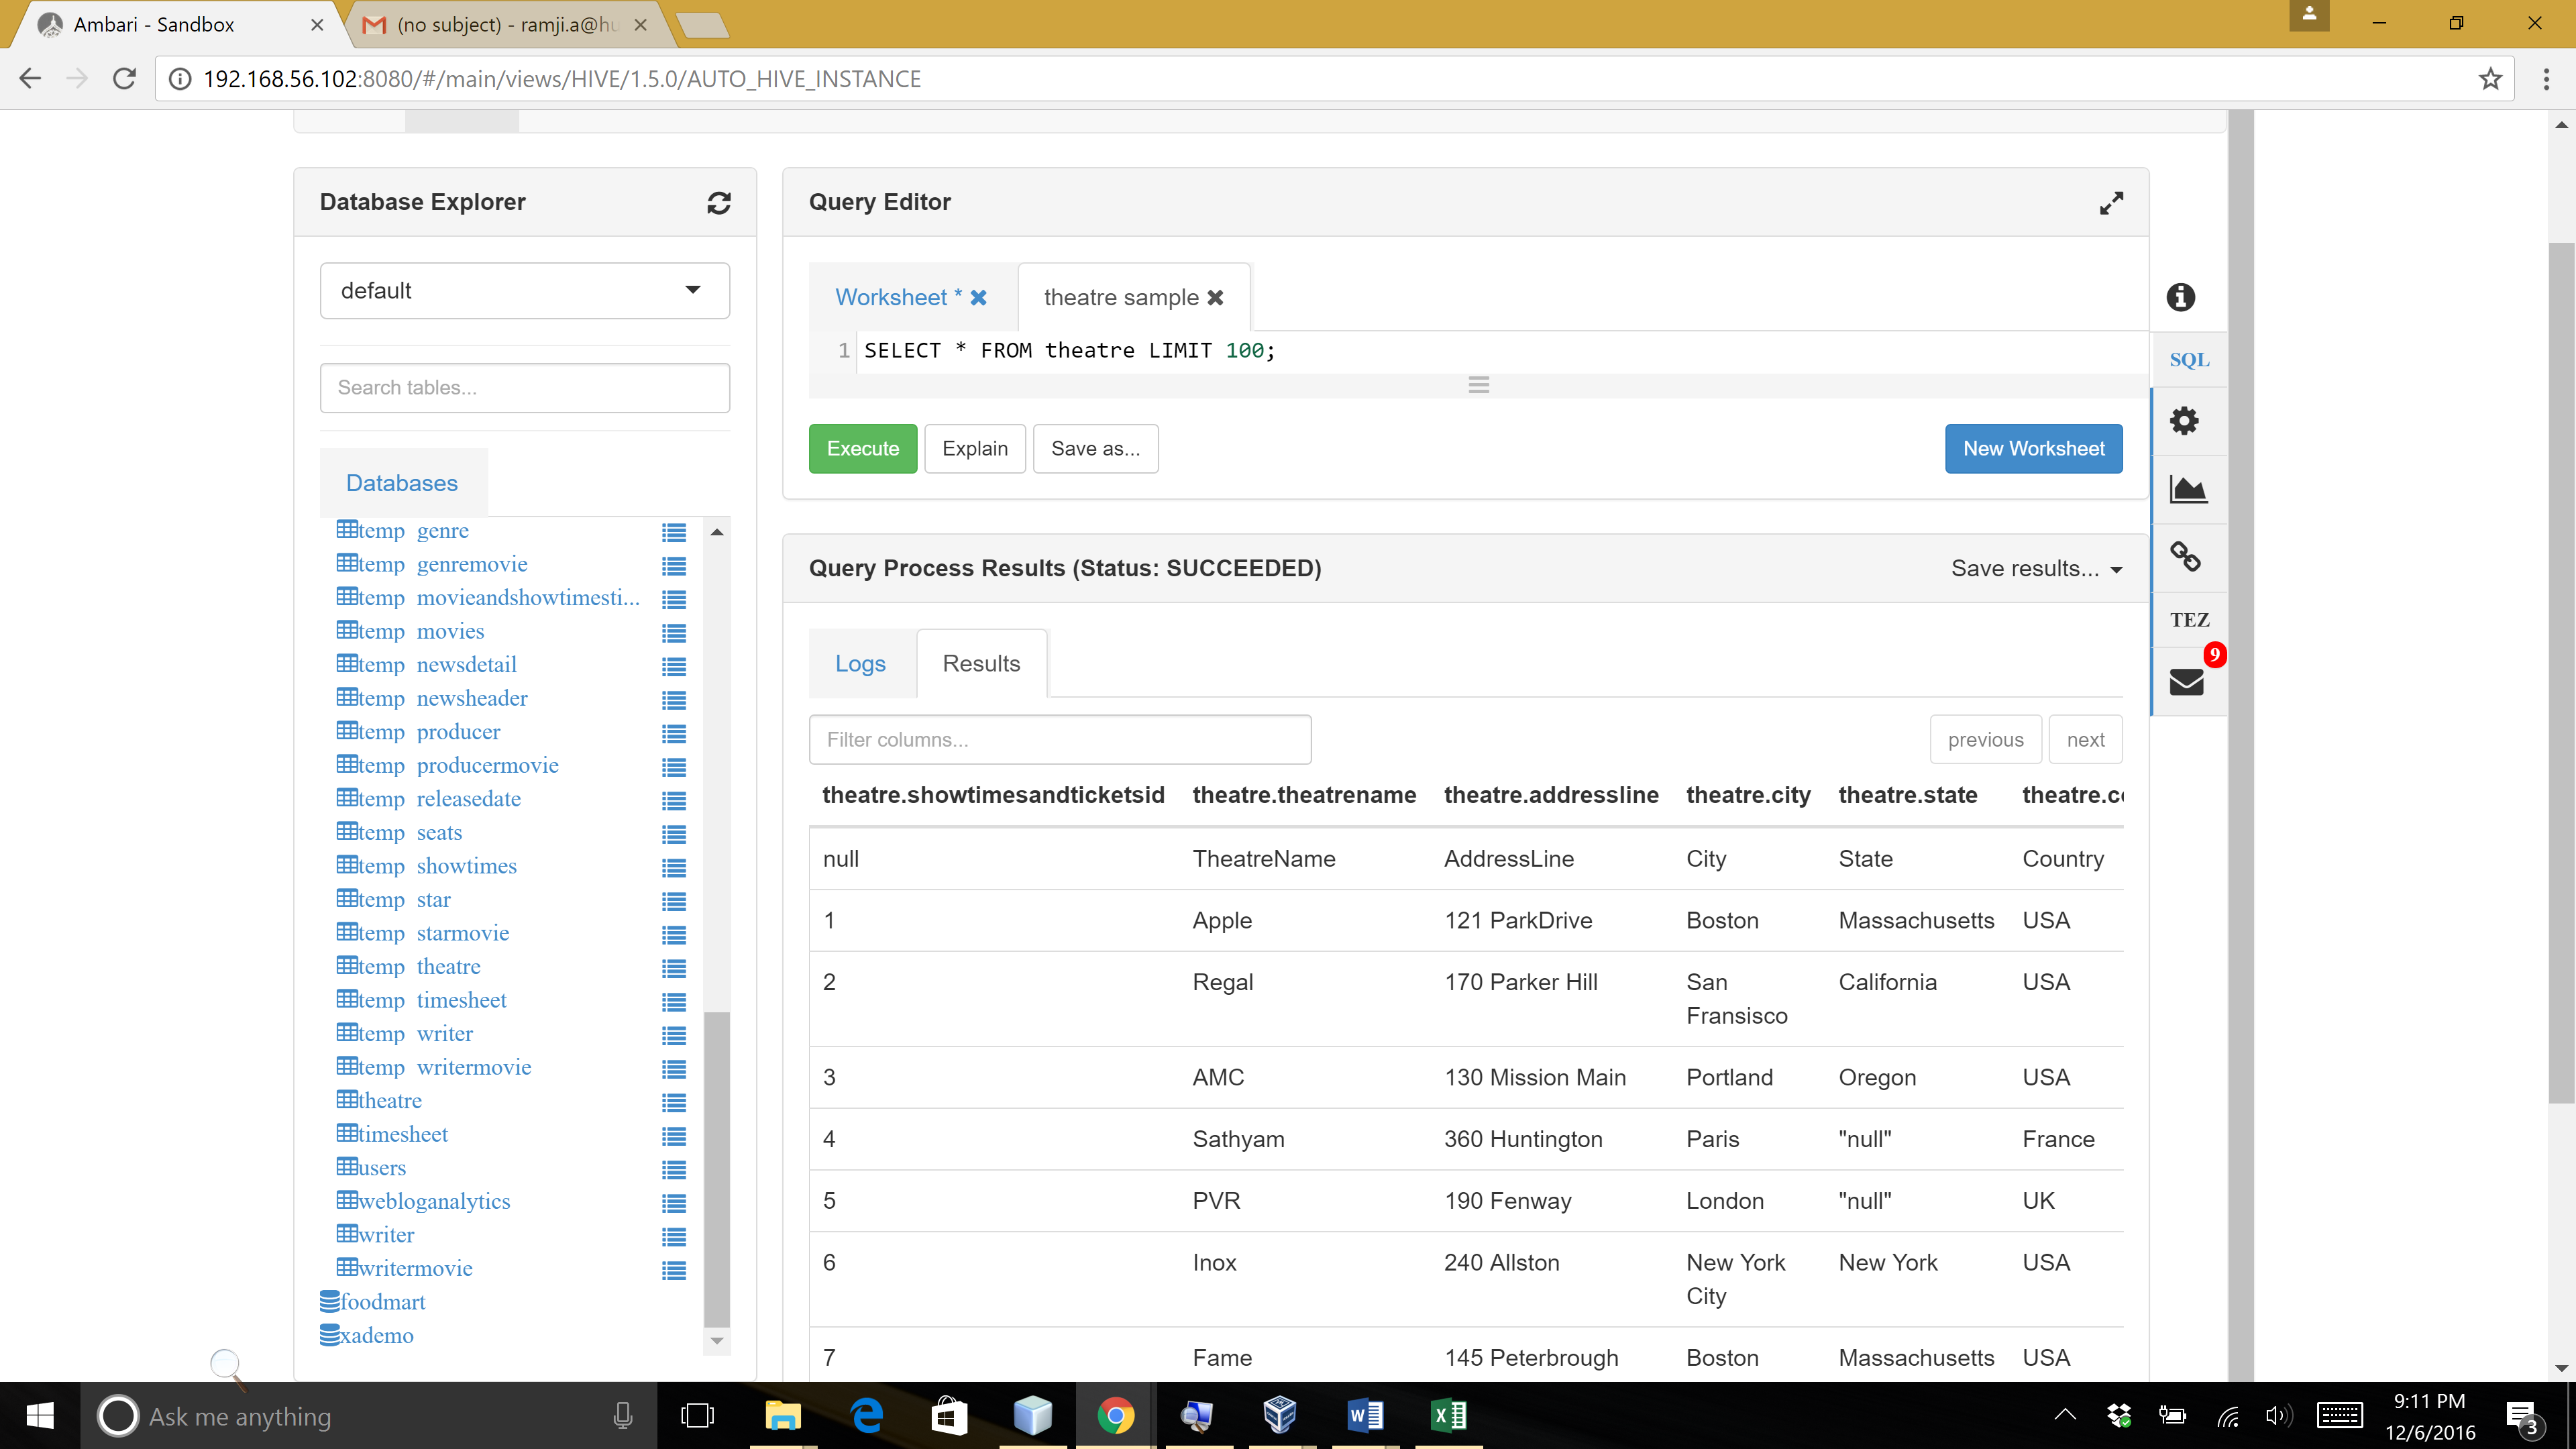 Ambari - Sandbox
(no subject) - ramji.a@hu
192.168.56.102:8080/#/main/views/HIVE/1.5.0/AUTO_HIVE_INSTANCE
Database Explorer
default
Search tables...
Databases
temp_genre
temp_genremovie
temp_movieandshowtimesti...
temp_movies
temp_newsdetail
temp_newsheader
temp_producer
temp_producermovie
temp_releasedate
temp_seats
temp_showtimes
temp_star
temp_starmovie
temp_theatre
temp_timesheet
temp_writer
temp_writermovie
theatre
timesheet
users
webloganalytics
writer
writermovie
foodmart
xademo
Query Editor
Worksheet *
theatre sample
1 SELECT * FROM theatre LIMIT 100;
Execute Explain Save as... New Worksheet
SQL
TEZ
9
Query Process Results (Status: SUCCEEDED) Save results...
Logs Results
Filter columns... previous next
theatre.showtimesandticketsid theatre.theatrename theatre.addressline theatre.city theatre.state
null TheatreName AddressLine City State Country
1 Apple 121 ParkDrive Boston Massachusetts USA
2 Regal 170 Parker Hill San California USA
Fransisco
3 AMC 130 Mission Main Portland Oregon USA
4 Sathyam 360 Huntington Paris "null" France
5 PVR 190 Fenway London "null" UK
6 Inox 240 Allston New York New York USA
City
7 Fame 145 Peterbrough Boston Massachusetts USA
Ask me anything
9:11 PM
12/6/2016
3